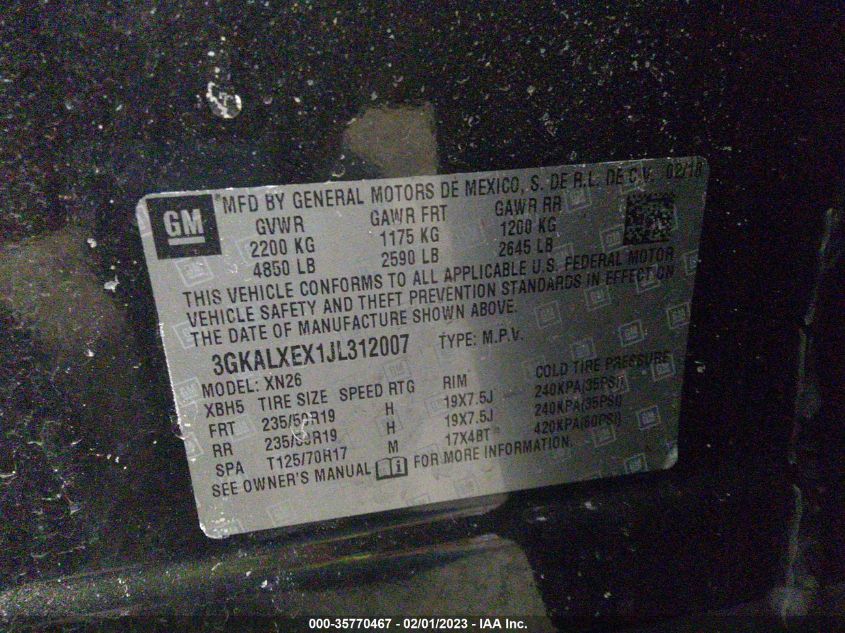 MFD BY GENERAL MOTORS DE MEXICO, S. DE R.L. DE C.V. 02/18
GM
GVWR GAWR FRT GAWR RR
2200 KG 1175 KG 1200 KG
4850 LB 2590 LB 2645 LB
THIS VEHICLE CONFORMS TO ALL APPLICABLE U.S. FEDERAL MOTOR
VEHICLE SAFETY AND THEFT PREVENTION STANDARDS IN EFFECT ON
THE DATE OF MANUFACTURE SHOWN ABOVE.
3GKALXEX1JL312007 TYPE: M.P.V.
MODEL: XN26
XBH5 TIRE SIZE SPEED RTG RIM COLD TIRE PRESSURE
FRT 235/50R19 H 19X7.5J 240KPA(35PSI)
RR 235/50R19 H 19X7.5J 240KPA(35PSI)
SPA T125/70H17 M 17X4BT 420KPA(60PSI)
SEE OWNER'S MANUAL FOR MORE INFORMATION.
000-35770467 - 02/01/2023 - IAA Inc.